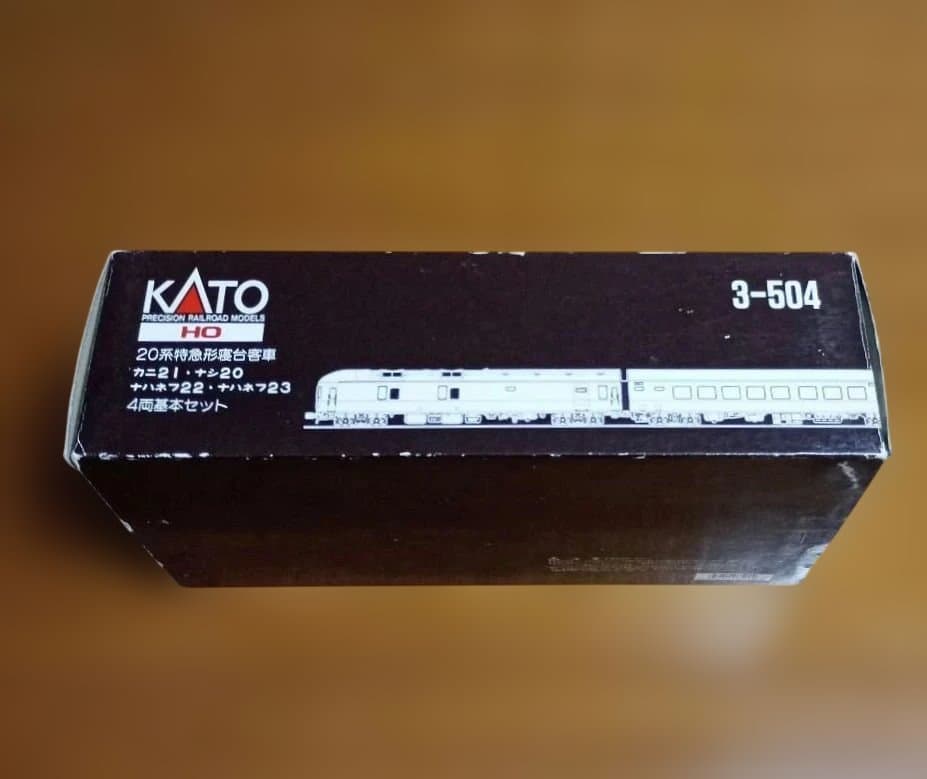 KATO
PRECISION RAILROAD MODELS
HO
3-504
20系特急形寝台客車
カニ21・ナシ20
ナハネフ22・ナハネフ23
4両基本セット